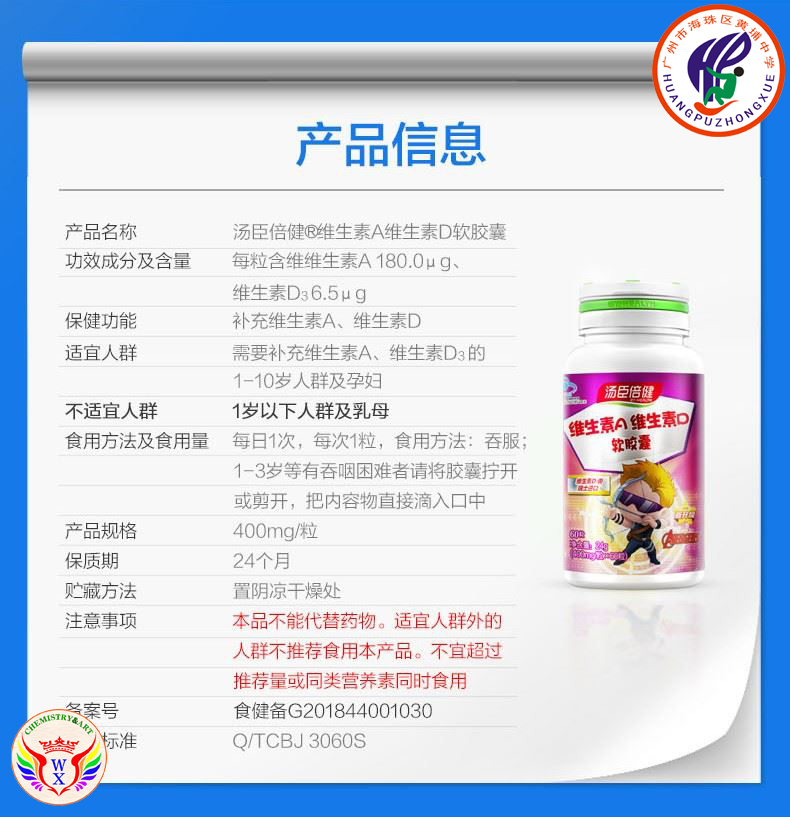 广州市海珠区黄埔中学
HUANGPUZHONGXUE
产品信息
产品名称 汤臣倍健®维生素A维生素D软胶囊
功效成分及含量 每粒含维维生素A 180.0μg、
维生素D3 6.5μg
保健功能 补充维生素A、维生素D
适宜人群 需要补充维生素A、维生素D3的
1-10岁人群及孕妇
不适宜人群 1岁以下人群及乳母
食用方法及食用量 每日1次，每次1粒，食用方法：吞服；
1-3岁等有吞咽困难者请将胶囊拧开
或剪开，把内容物直接滴入口中
产品规格 400mg/粒
保质期 24个月
贮藏方法 置阴凉干燥处
注意事项 本品不能代替药物。适宜人群外的
人群不推荐食用本产品。不宜超过
推荐量或同类营养素同时食用
备案号 食健备G201844001030
标准 Q/TCBJ 3060S
汤臣倍健
维生素A 维生素D
软胶囊
60粒
净含量：24g
CHEMISTRY&ART
WX